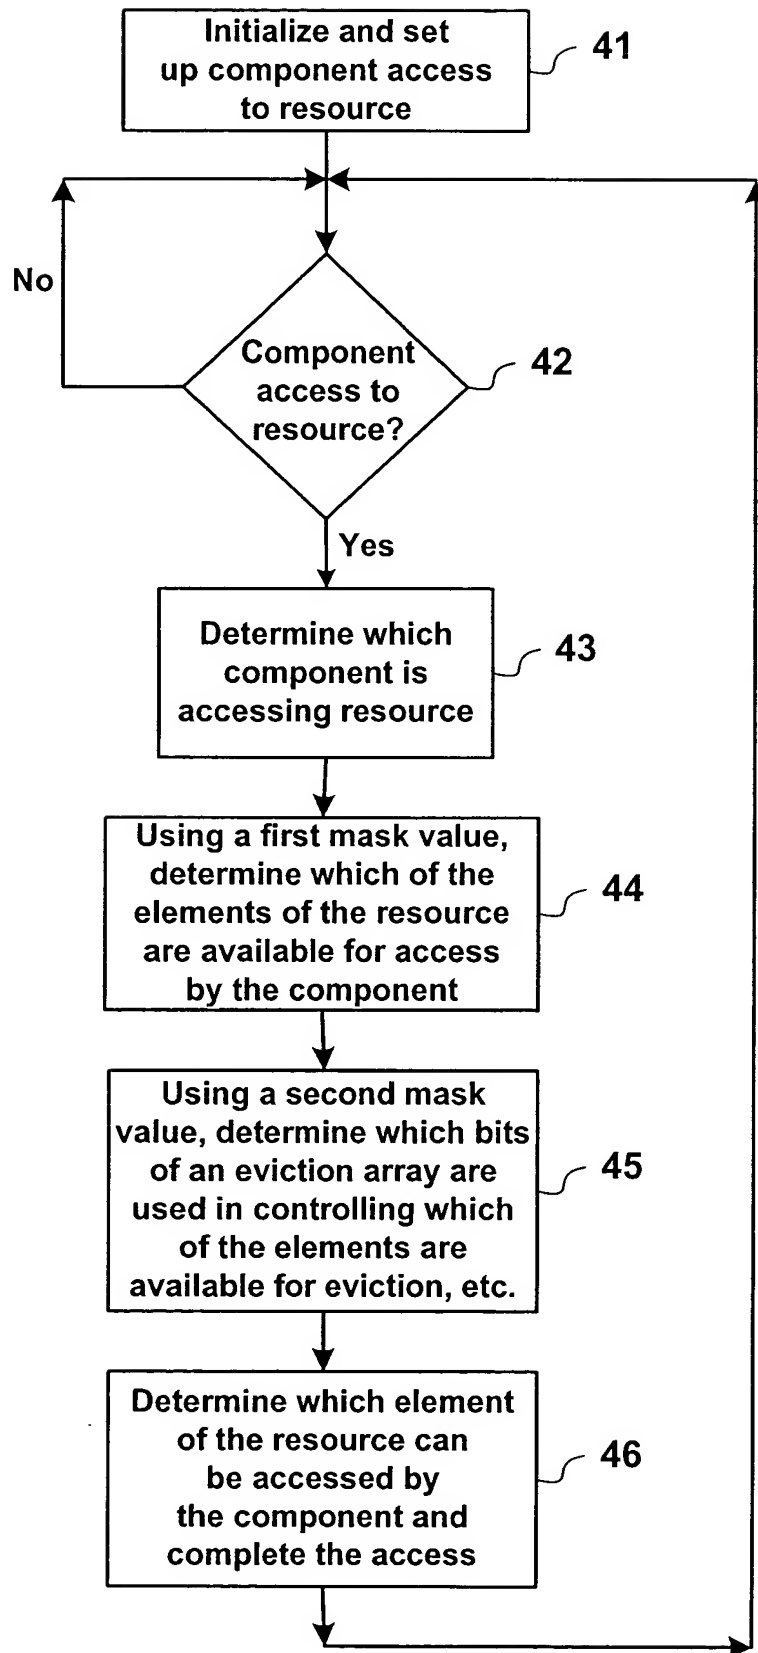 Initialize and set
up component access
to resource
41
No
Component
access to
resource?
42
Yes
Determine which
component is
accessing resource
43
Using a first mask value,
determine which of the
elements of the resource
are available for access
by the component
44
Using a second mask
value, determine which bits
of an eviction array are
used in controlling which
of the elements are
available for eviction, etc.
45
Determine which element
of the resource can
be accessed by
the component and
complete the access
46